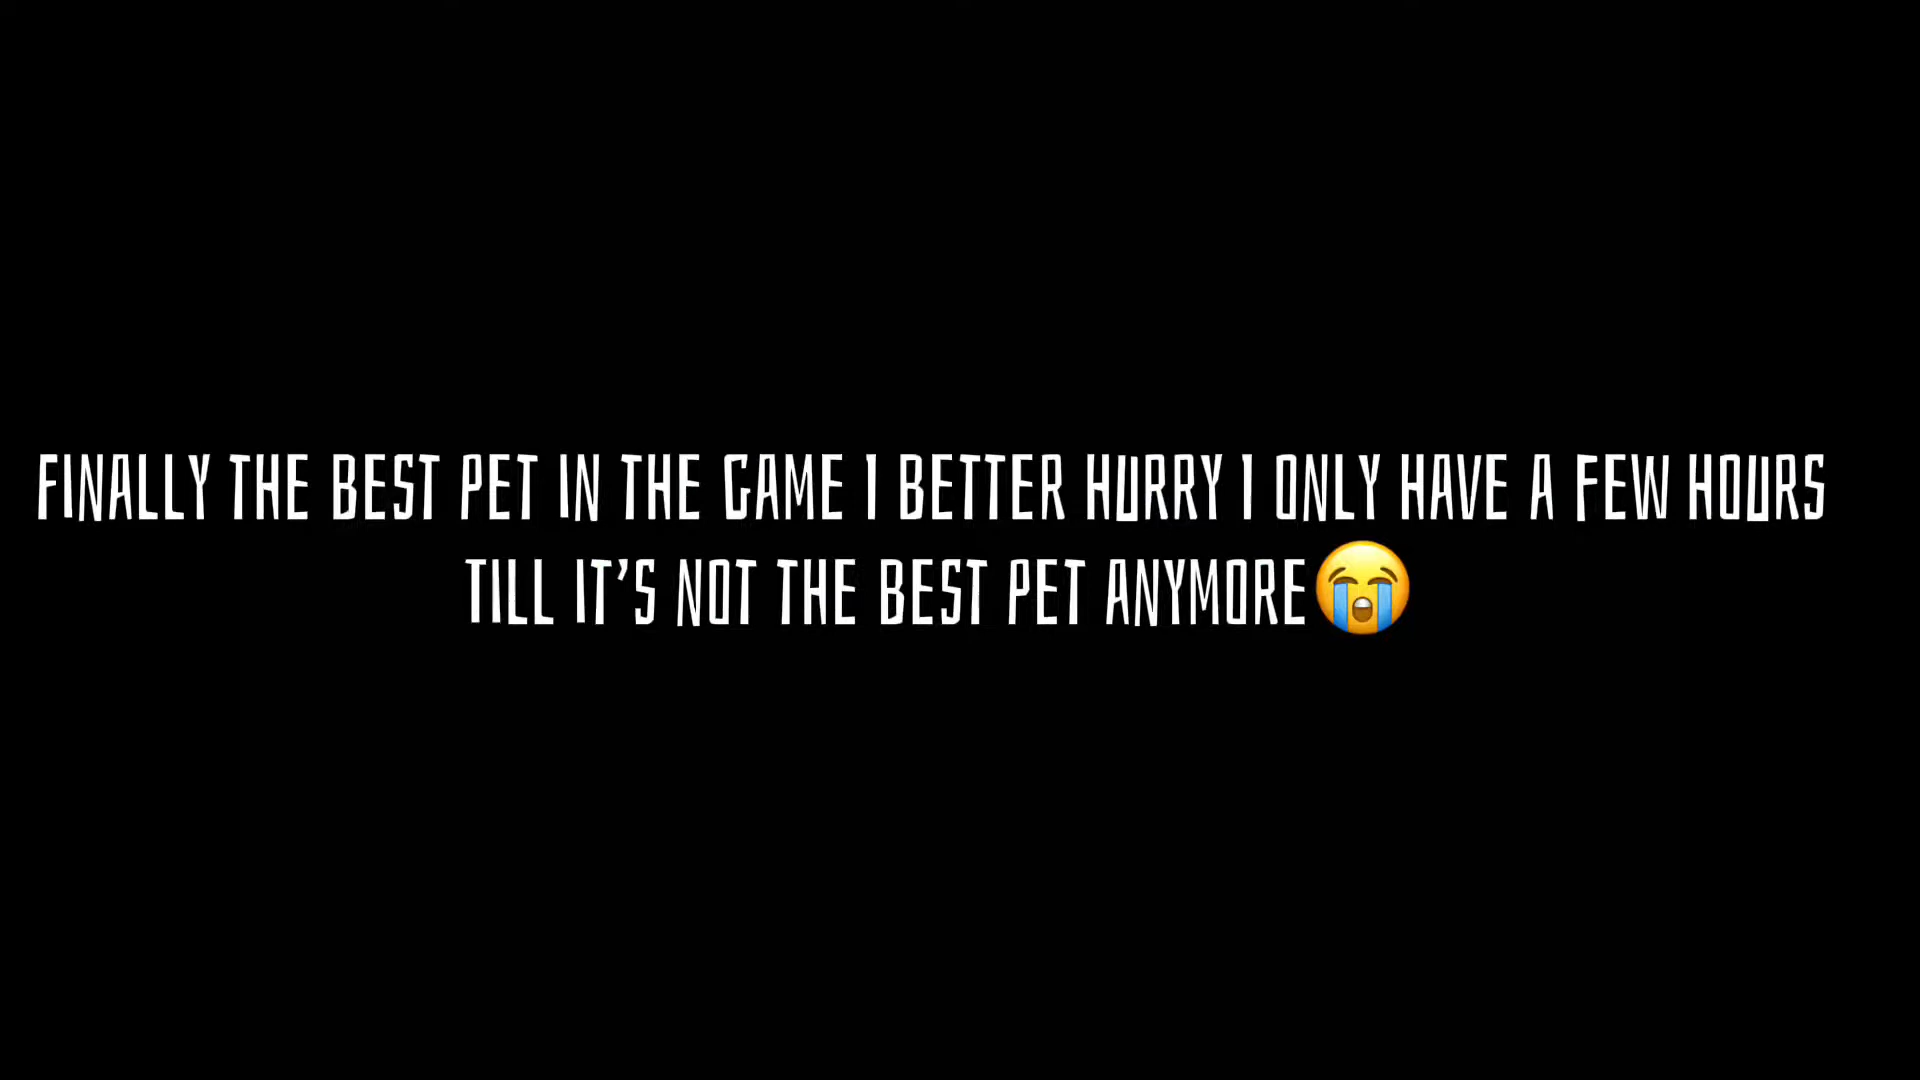 FINALLY THE BEST PET IN THE GAME I BETTER HURRY I ONLY HAVE A FEW HOURS
TILL IT'S NOT THE BEST PET ANYMORE😭